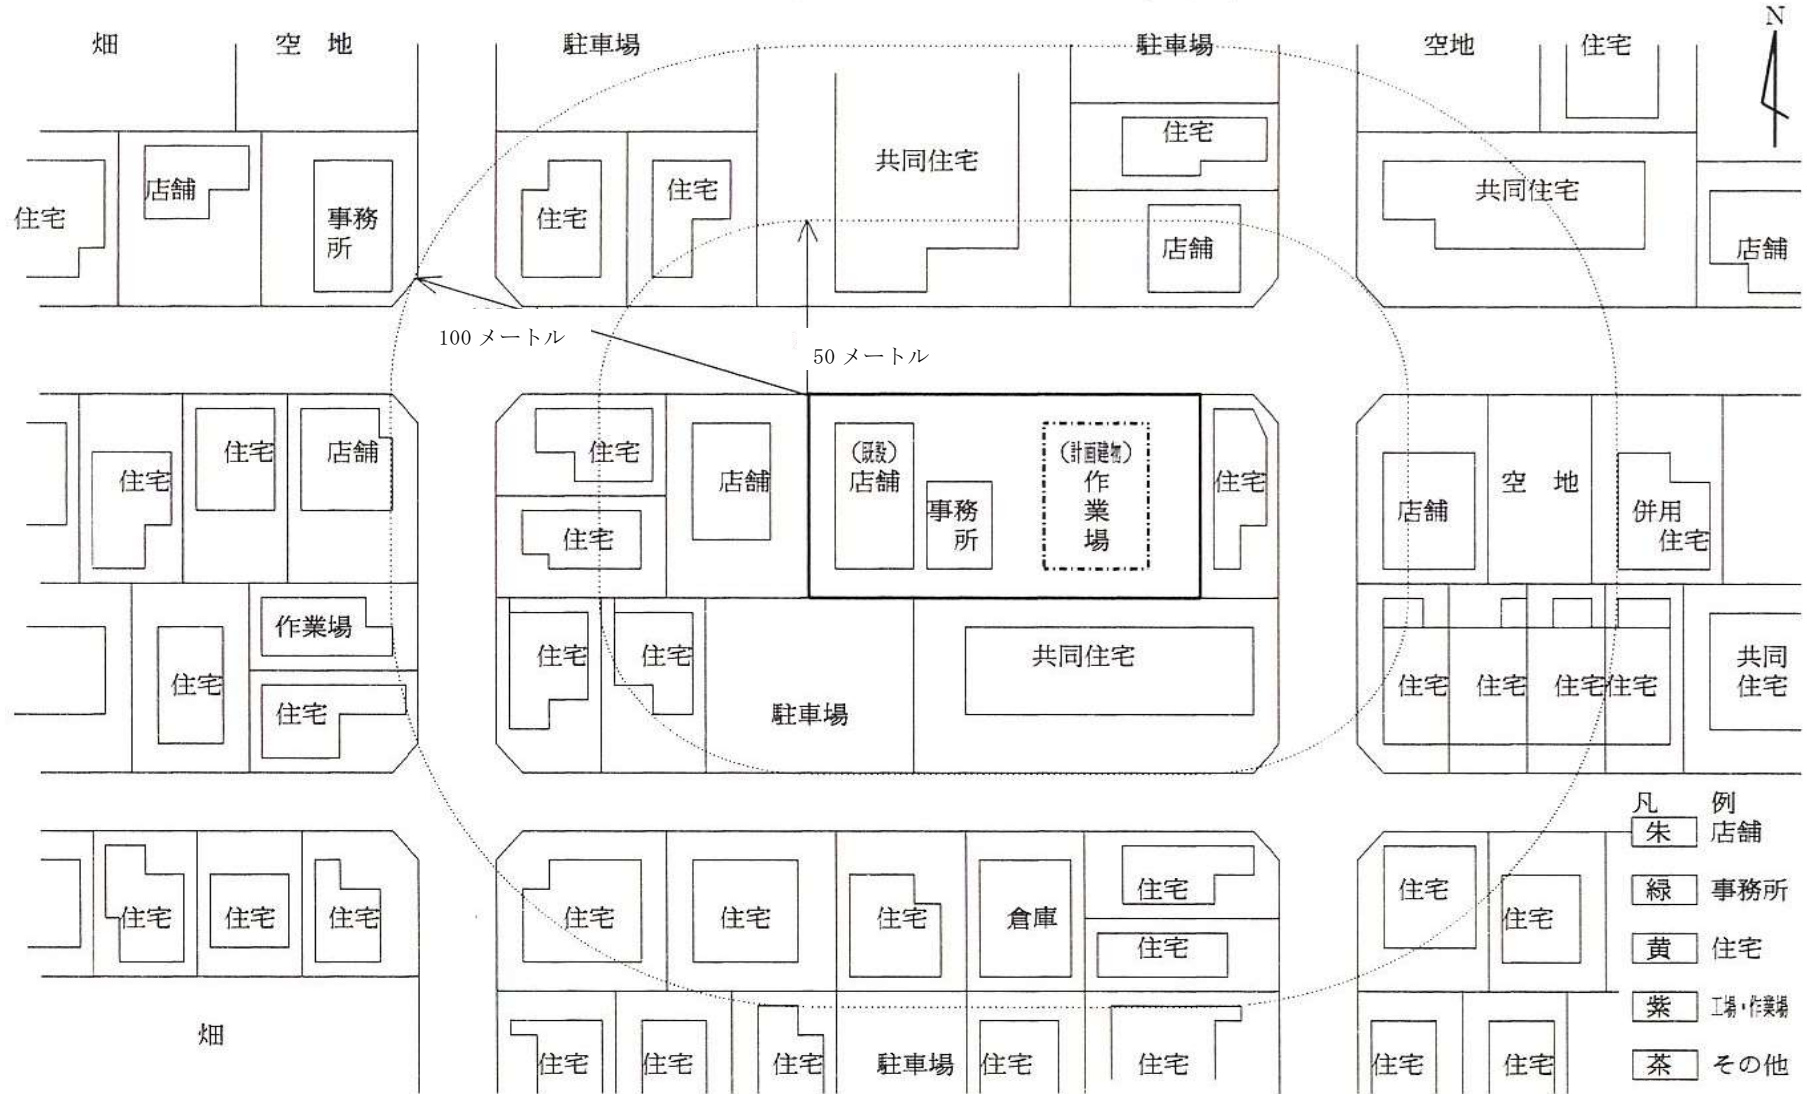 N
畑
空 地
駐車場
駐車場
空地
住宅
住宅
店舗
事務
所
住宅
住宅
共同住宅
住宅
店舗
共同住宅
店舗
100 メートル
50 メートル
住宅
住宅
店舗
住宅
住宅
店舗
(既設)
店舗
事務
所
(計画建物)
作
業
場
住宅
店舗
空 地
併用
住宅
作業場
住宅
住宅
住宅
住宅
駐車場
共同住宅
住宅
住宅
住宅
住宅
共同
住宅
住宅
住宅
住宅
住宅
住宅
住宅
倉庫
住宅
住宅
住宅
住宅
畑
住宅
住宅
住宅
駐車場
住宅
住宅
住宅
住宅
凡 例
朱 店舗
緑 事務所
黄 住宅
紫 工場・作業場
茶 その他